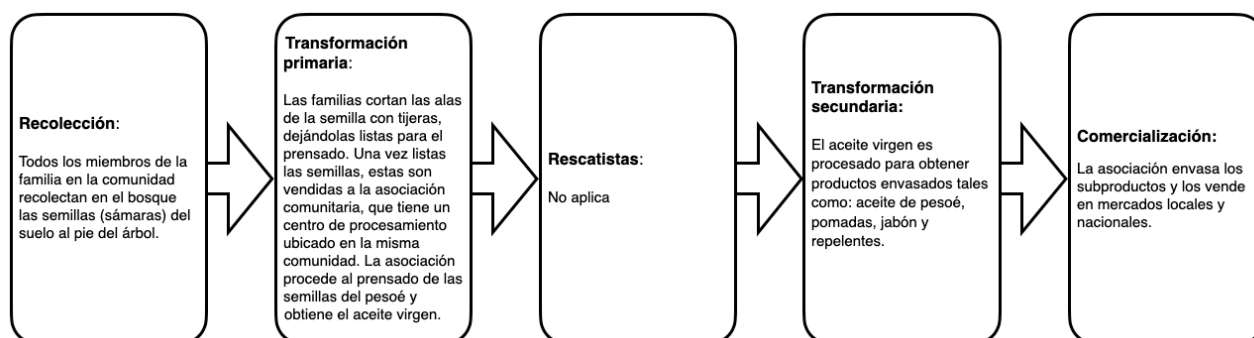 Recolección:
Todos los miembros de la
familia en la comunidad
recolectan en el bosque
las semillas (sámaras) del
suelo al pie del árbol.
Transformación
primaria:
Las familias cortan las alas
de la semilla con tijeras,
dejándolas listas para el
prensado. Una vez listas
las semillas, estas son
vendidas a la asociación
comunitaria, que tiene un
centro de procesamiento
ubicado en la misma
comunidad. La asociación
procede al prensado de las
semillas del pesoé y
obtiene el aceite virgen.
Rescatistas:
No aplica
Transformación
secundaria:
El aceite virgen es
procesado para obtener
productos envasados tales
como: aceite de pesoé,
pomadas, jabón y
repelentes.
Comercialización:
La asociación envasa los
subproductos y los vende
en mercados locales y
nacionales.